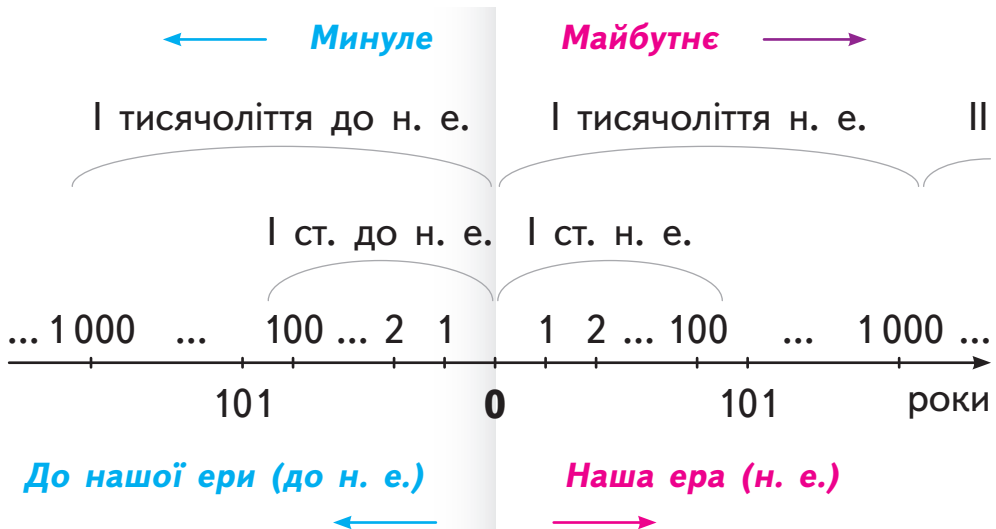 Минуле Майбутнє
І тисячоліття до н. е. І тисячоліття н. е. ІІ
І ст. до н. е. І ст. н. е.
... 1 000 ... 100 ... 2 1 1 2 ... 100 ... 1 000 ...
101 0 101 роки
До нашої ери (до н. е.) Наша ера (н. е.)